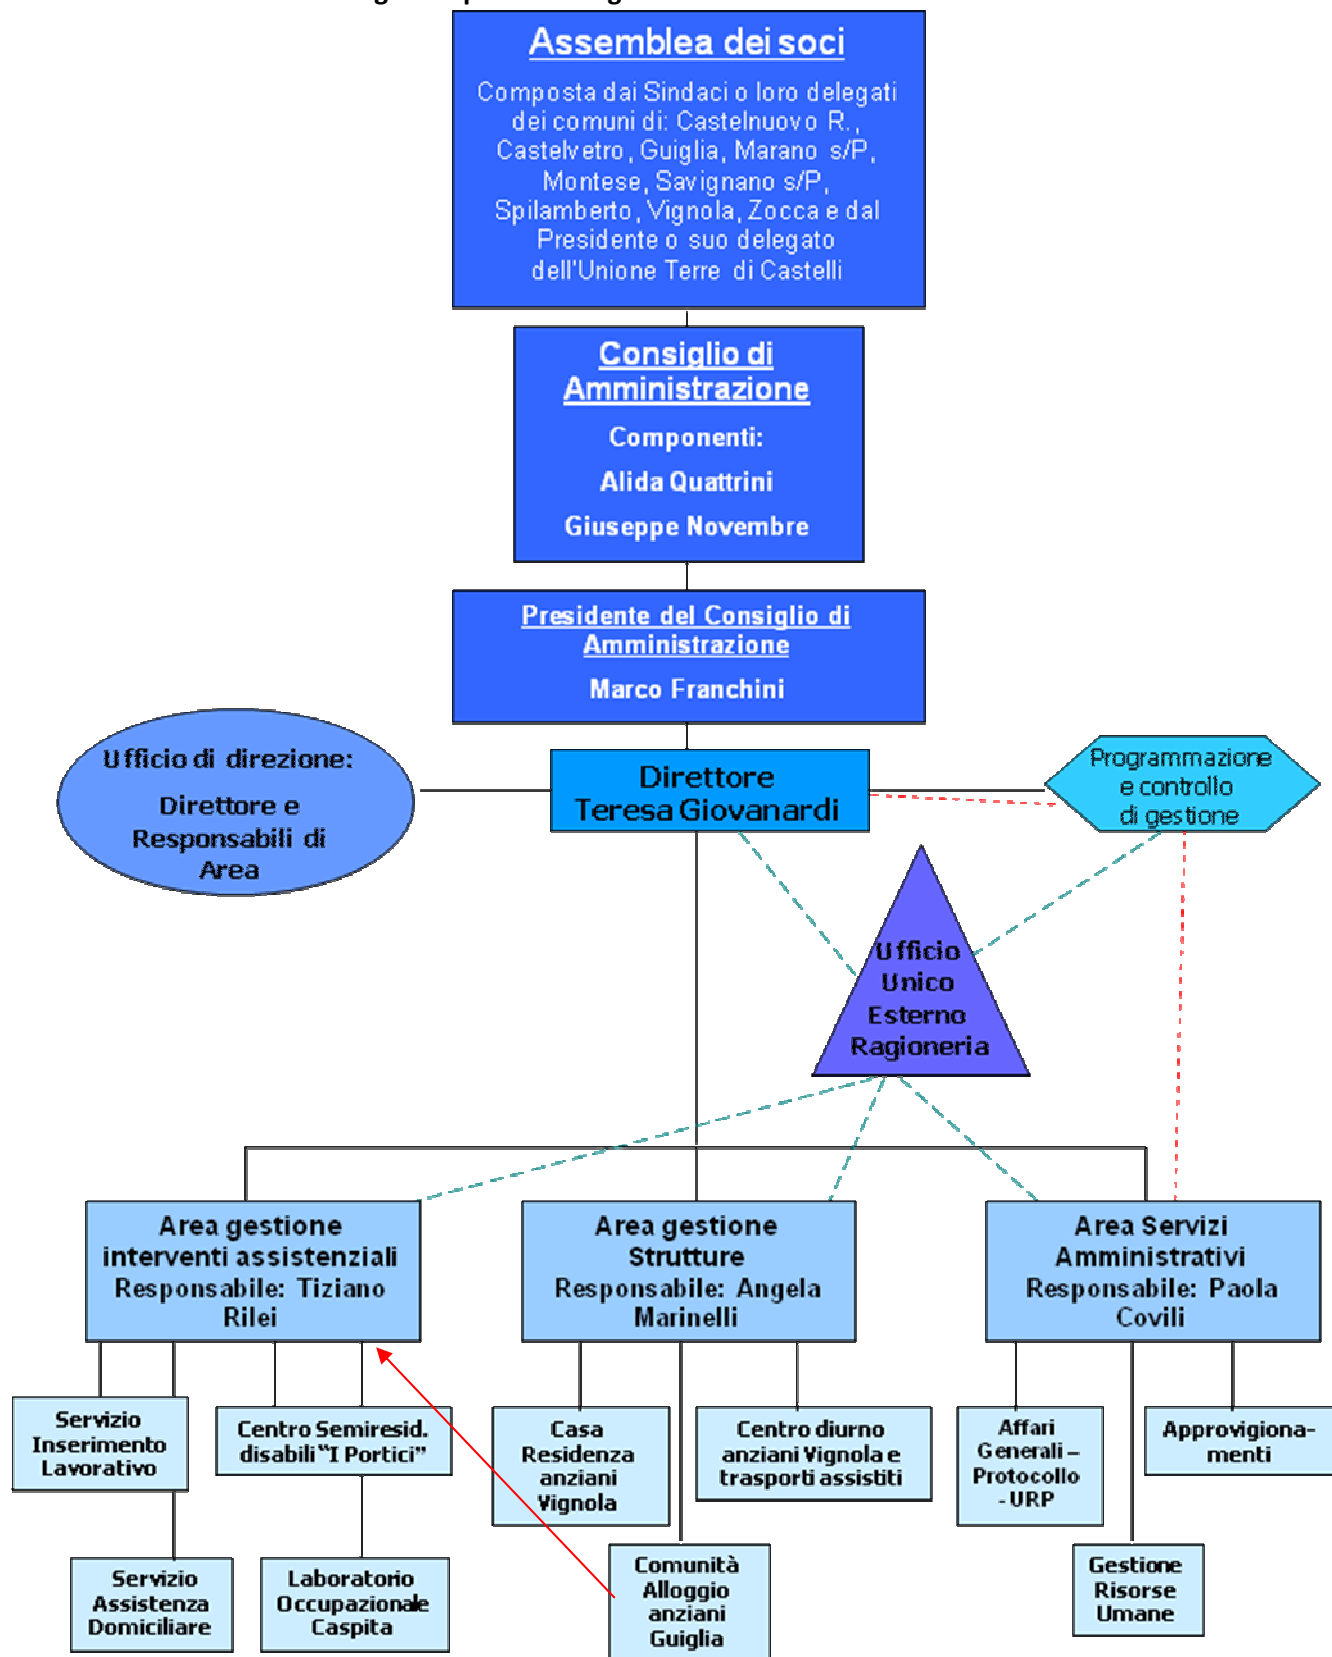 Assemblea dei soci
Composta dai Sindaci o loro delegati
dei comuni di: Castelnuovo R.,
Castelvetro, Guiglia, Marano s/P,
Montese, Savignano s/P,
Spilamberto, Vignola, Zocca e dal
Presidente o suo delegato
dell'Unione Terre di Castelli
Consiglio di
Amministrazione
Componenti:
Alida Quattrini
Giuseppe Novembre
Presidente del Consiglio di
Amministrazione
Marco Franchini
Ufficio di direzione:
Direttore e
Responsabili di
Area
Direttore
Teresa Giovanardi
Programmazione
e controllo
di gestione
Ufficio
Unico
Esterno
Ragioneria
Area gestione
interventi assistenziali
Responsabile: Tiziano
Rilei
Area gestione
Strutture
Responsabile: Angela
Marinelli
Area Servizi
Amministrativi
Responsabile: Paola
Covili
Servizio
Inserimento
Lavorativo
Centro Semiresid.
disabili "I Portici"
Casa
Residenza
anziani
Vignola
Centro diurno
anziani Vignola e
trasporti assistiti
Affari
Generali –
Protocollo
- URP
Approvigiona-
menti
Servizio
Assistenza
Domiciliare
Laboratorio
Occupazionale
Caspita
Comunità
Alloggio
anziani
Guiglia
Gestione
Risorse
Umane